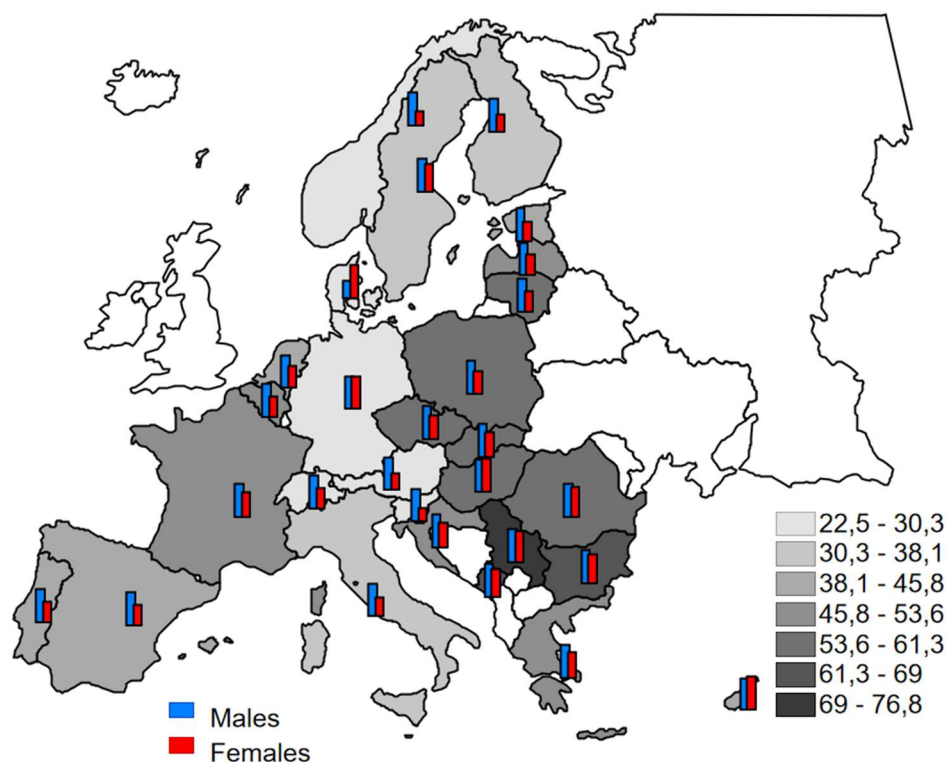 22,5 - 30,3
30,3 - 38,1
38,1 - 45,8
45,8 - 53,6
53,6 - 61,3
61,3 - 69
69 - 76,8
Males
Females